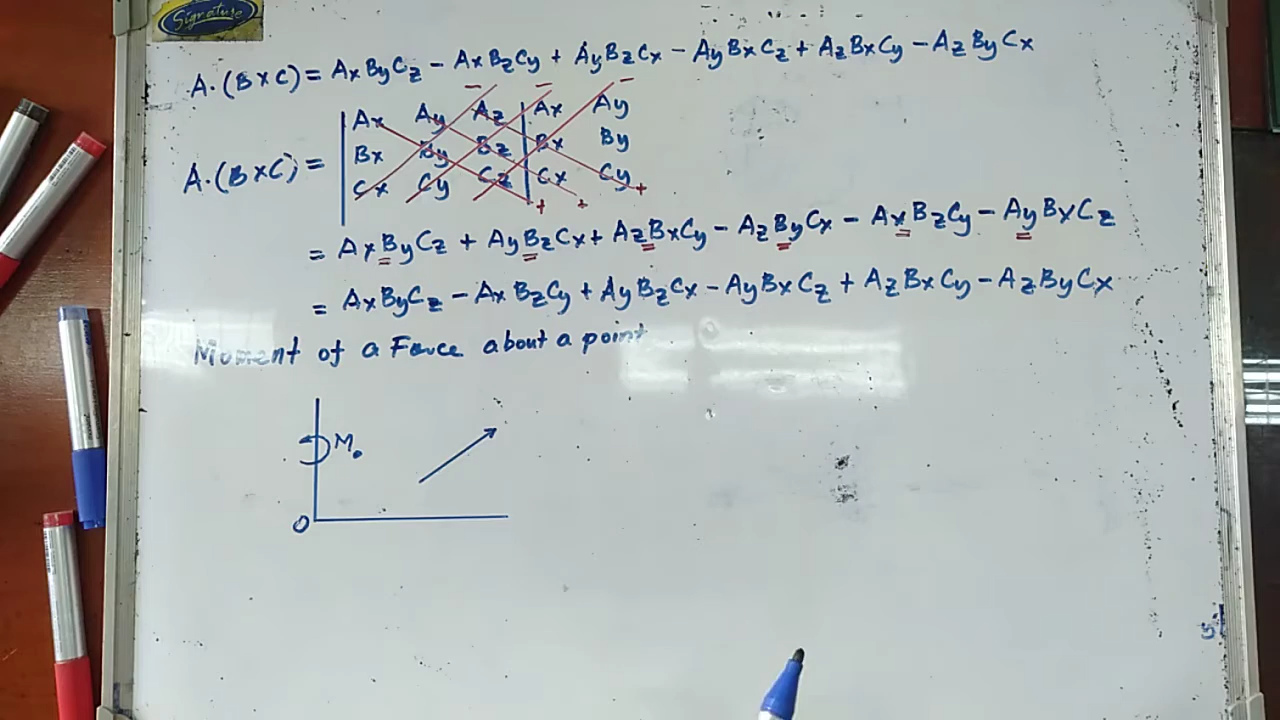 Signature
A.(B×C) = AxByCz - AxBzCy + AyBzCx - AyBxCz + AzBxCy - AzByCx
Ax Ay Az Ax Ay
A.(B×C) = Bx By Bz Bx By
Cx Cy Cz Cx Cy
- - -
+ + +
= AxByCz + AyBzCx + AzBxCy - AzByCx - AxBzCy - AyBxCz
= AxByCz - AxBzCy + AyBzCx - AyBxCz + AzBxCy - AzByCx
Moment of a Force about a point
Mo
O